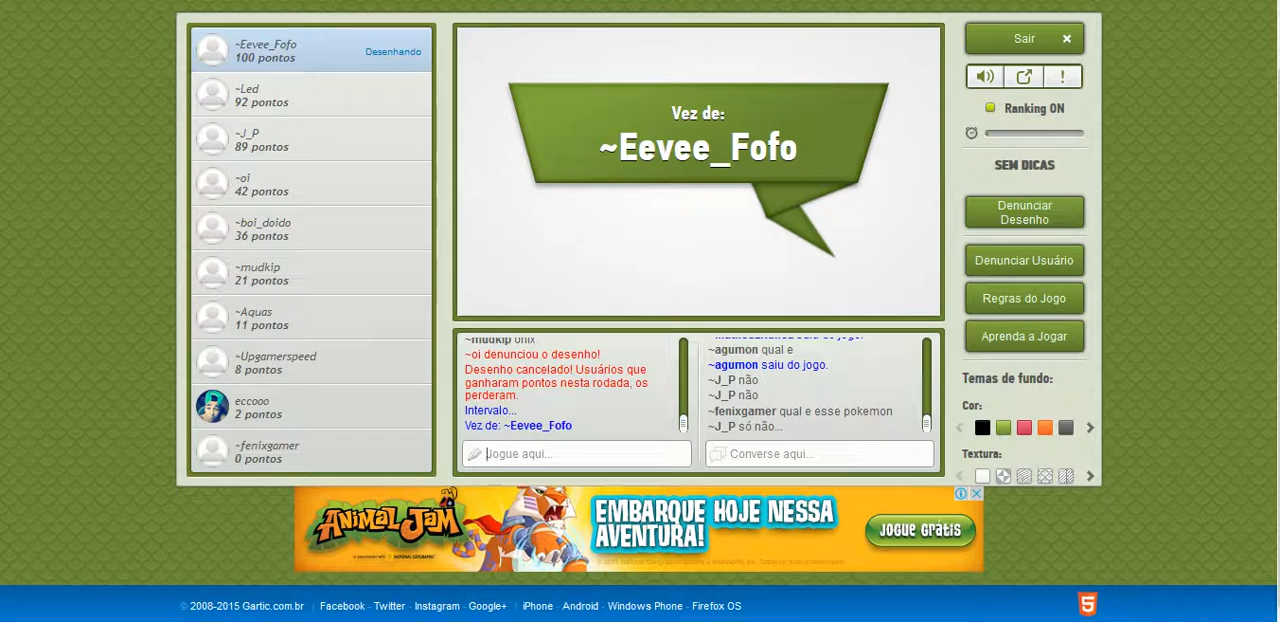 ~Eevee_Fofo
100 pontos
Desenhando
~Led
92 pontos
~J_P
89 pontos
~oi
42 pontos
~boi_doido
36 pontos
~mudkip
21 pontos
~Aquas
11 pontos
~Upgamerspeed
8 pontos
eccooo
2 pontos
~fenixgamer
0 pontos
Vez de:
~Eevee_Fofo
~mudkip onix
~oi denunciou o desenho!
Desenho cancelado! Usuários que
ganharam pontos nesta rodada, os
perderam.
Intervalo...
Vez de: ~Eevee_Fofo
Jogue aqui...
saiu do jogo.
~agumon qual e
~agumon saiu do jogo.
~J_P não
~J_P não
~fenixgamer qual e esse pokemon
~J_P só não...
Converse aqui...
Sair
Ranking ON
SEM DICAS
Denunciar
Desenho
Denunciar Usuário
Regras do Jogo
Aprenda a Jogar
Temas de fundo:
Cor:
Textura:
ANIMAL JAM
NATIONAL GEOGRAPHIC
EMBARQUE HOJE NESSA
AVENTURA!
JOGUE GRÁTIS
© 2008-2015 Gartic.com.br | Facebook - Twitter - Instagram - Google+ | iPhone - Android - Windows Phone - Firefox OS
5